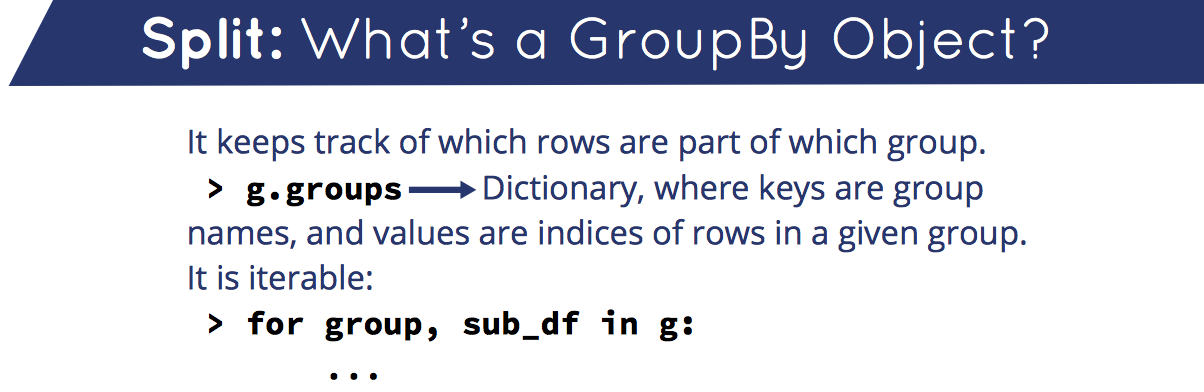 Split: What's a GroupBy Object?
It keeps track of which rows are part of which group.
> g.groups → Dictionary, where keys are group
names, and values are indices of rows in a given group.
It is iterable:
> for group, sub_df in g:
...